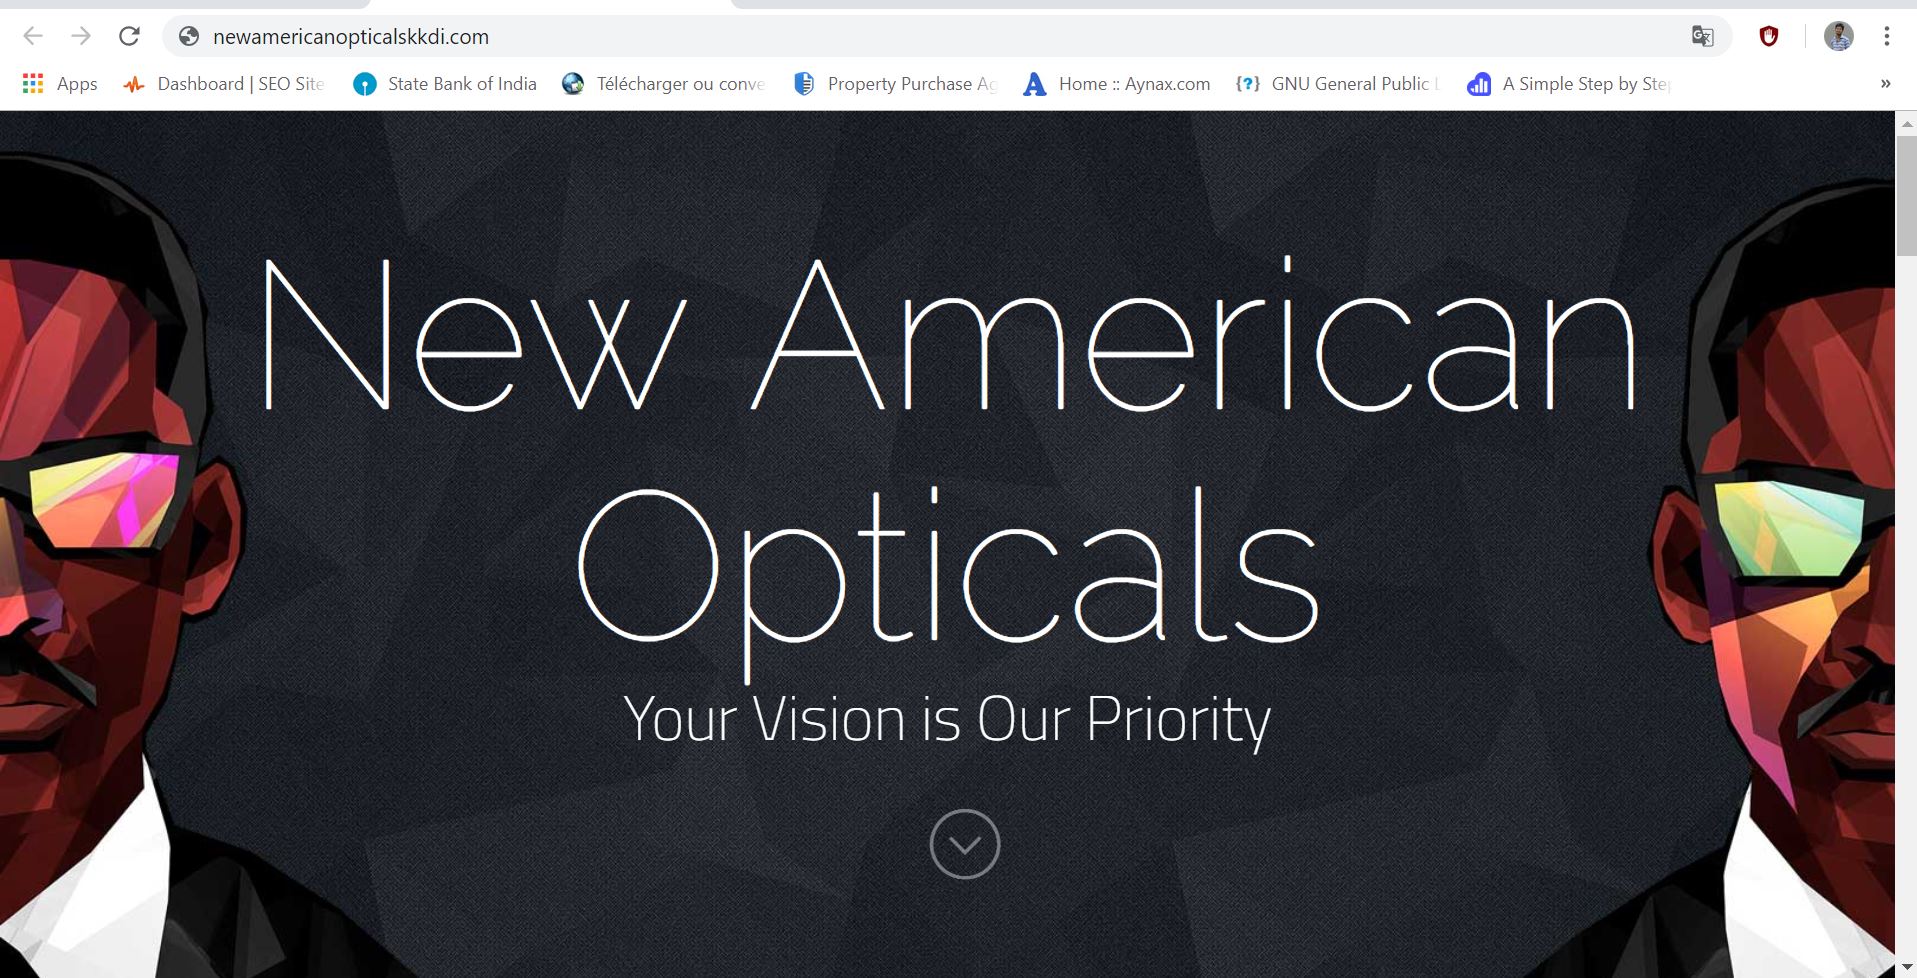 newamericanopticalskkdi.com
Apps Dashboard | SEO Site State Bank of India Télécharger ou conve Property Purchase Ag Home :: Aynax.com GNU General Public L A Simple Step by Step »
New American
Opticals
Your Vision is Our Priority